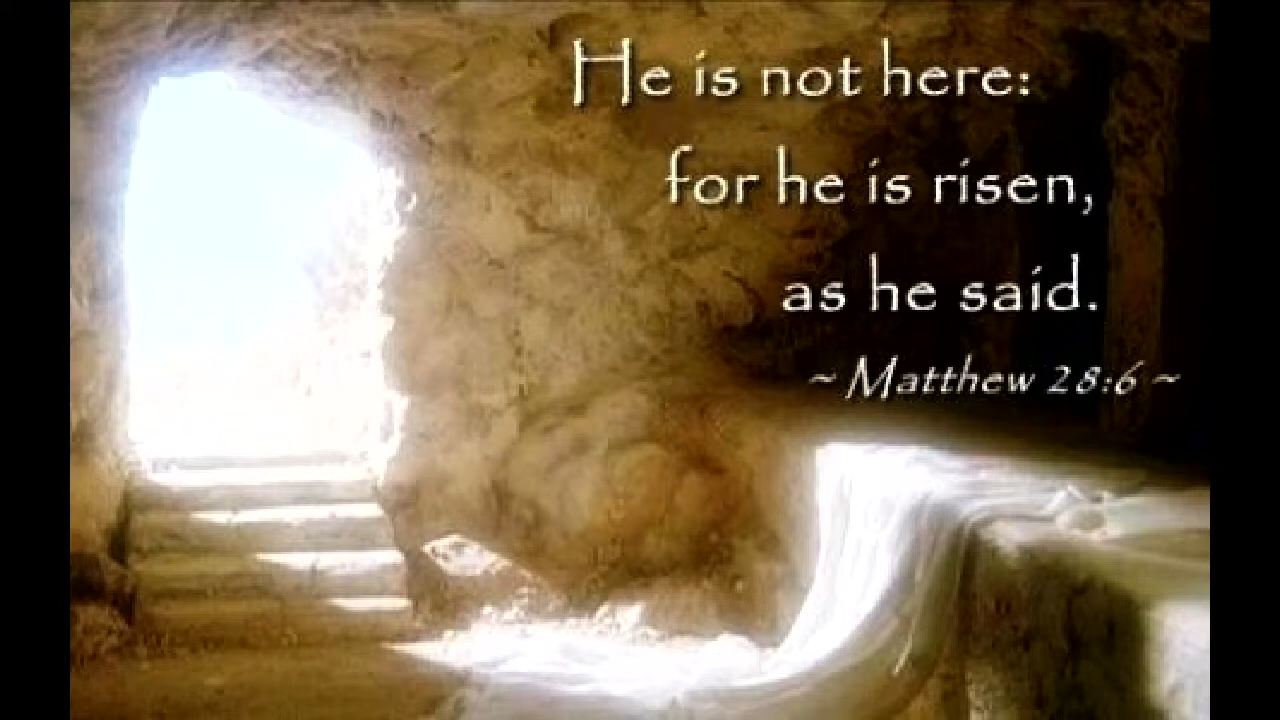 He is not here:
for he is risen,
as he said.
~ Matthew 28:6 ~